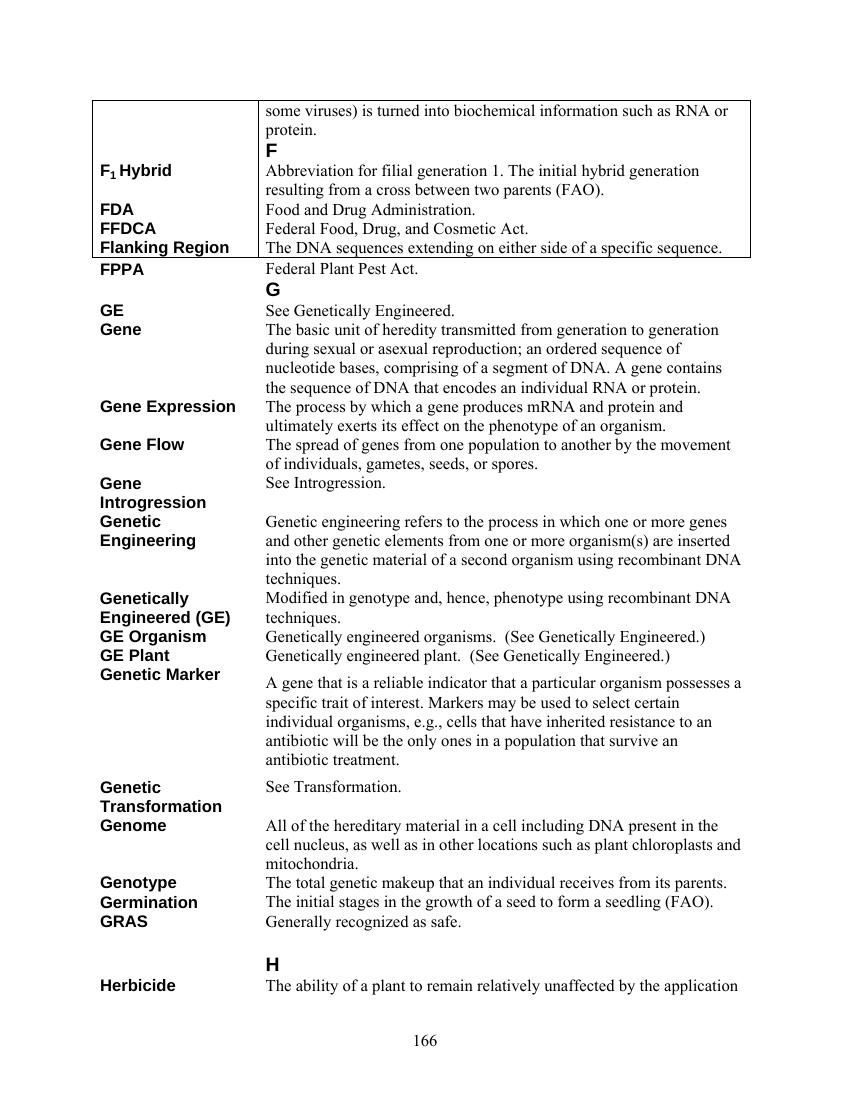 some viruses) is turned into biochemical information such as RNA or
protein.
F
F1 Hybrid Abbreviation for filial generation 1. The initial hybrid generation
resulting from a cross between two parents (FAO).
FDA Food and Drug Administration.
FFDCA Federal Food, Drug, and Cosmetic Act.
Flanking Region The DNA sequences extending on either side of a specific sequence.
FPPA Federal Plant Pest Act.
G
GE See Genetically Engineered.
Gene The basic unit of heredity transmitted from generation to generation
during sexual or asexual reproduction; an ordered sequence of
nucleotide bases, comprising of a segment of DNA. A gene contains
the sequence of DNA that encodes an individual RNA or protein.
Gene Expression The process by which a gene produces mRNA and protein and
ultimately exerts its effect on the phenotype of an organism.
Gene Flow The spread of genes from one population to another by the movement
of individuals, gametes, seeds, or spores.
Gene See Introgression.
Introgression
Genetic Genetic engineering refers to the process in which one or more genes
Engineering and other genetic elements from one or more organism(s) are inserted
into the genetic material of a second organism using recombinant DNA
techniques.
Genetically Modified in genotype and, hence, phenotype using recombinant DNA
Engineered (GE) techniques.
GE Organism Genetically engineered organisms. (See Genetically Engineered.)
GE Plant Genetically engineered plant. (See Genetically Engineered.)
Genetic Marker
A gene that is a reliable indicator that a particular organism possesses a
specific trait of interest. Markers may be used to select certain
individual organisms, e.g., cells that have inherited resistance to an
antibiotic will be the only ones in a population that survive an
antibiotic treatment.
Genetic See Transformation.
Transformation
Genome All of the hereditary material in a cell including DNA present in the
cell nucleus, as well as in other locations such as plant chloroplasts and
mitochondria.
Genotype The total genetic makeup that an individual receives from its parents.
Germination The initial stages in the growth of a seed to form a seedling (FAO).
GRAS Generally recognized as safe.
H
Herbicide The ability of a plant to remain relatively unaffected by the application
166